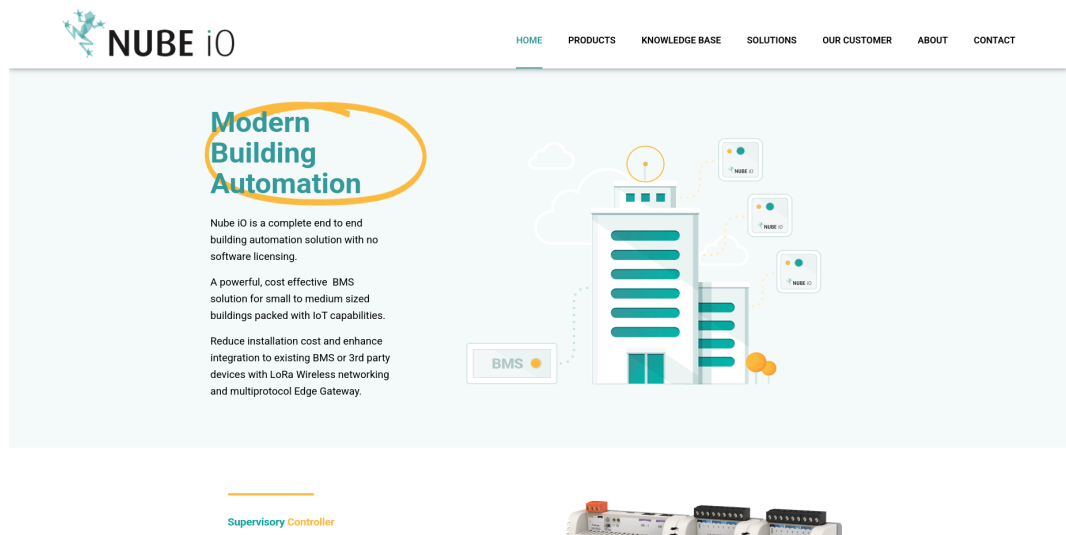 NUBE iO
HOME PRODUCTS KNOWLEDGE BASE SOLUTIONS OUR CUSTOMER ABOUT CONTACT
Modern
Building
Automation
Nube iO is a complete end to end
building automation solution with no
software licensing.
A powerful, cost effective BMS
solution for small to medium sized
buildings packed with IoT capabilities.
Reduce installation cost and enhance
integration to existing BMS or 3rd party
devices with LoRa Wireless networking
and multiprotocol Edge Gateway.
NUBE iO
NUBE iO
NUBE iO
BMS
Supervisory Controller